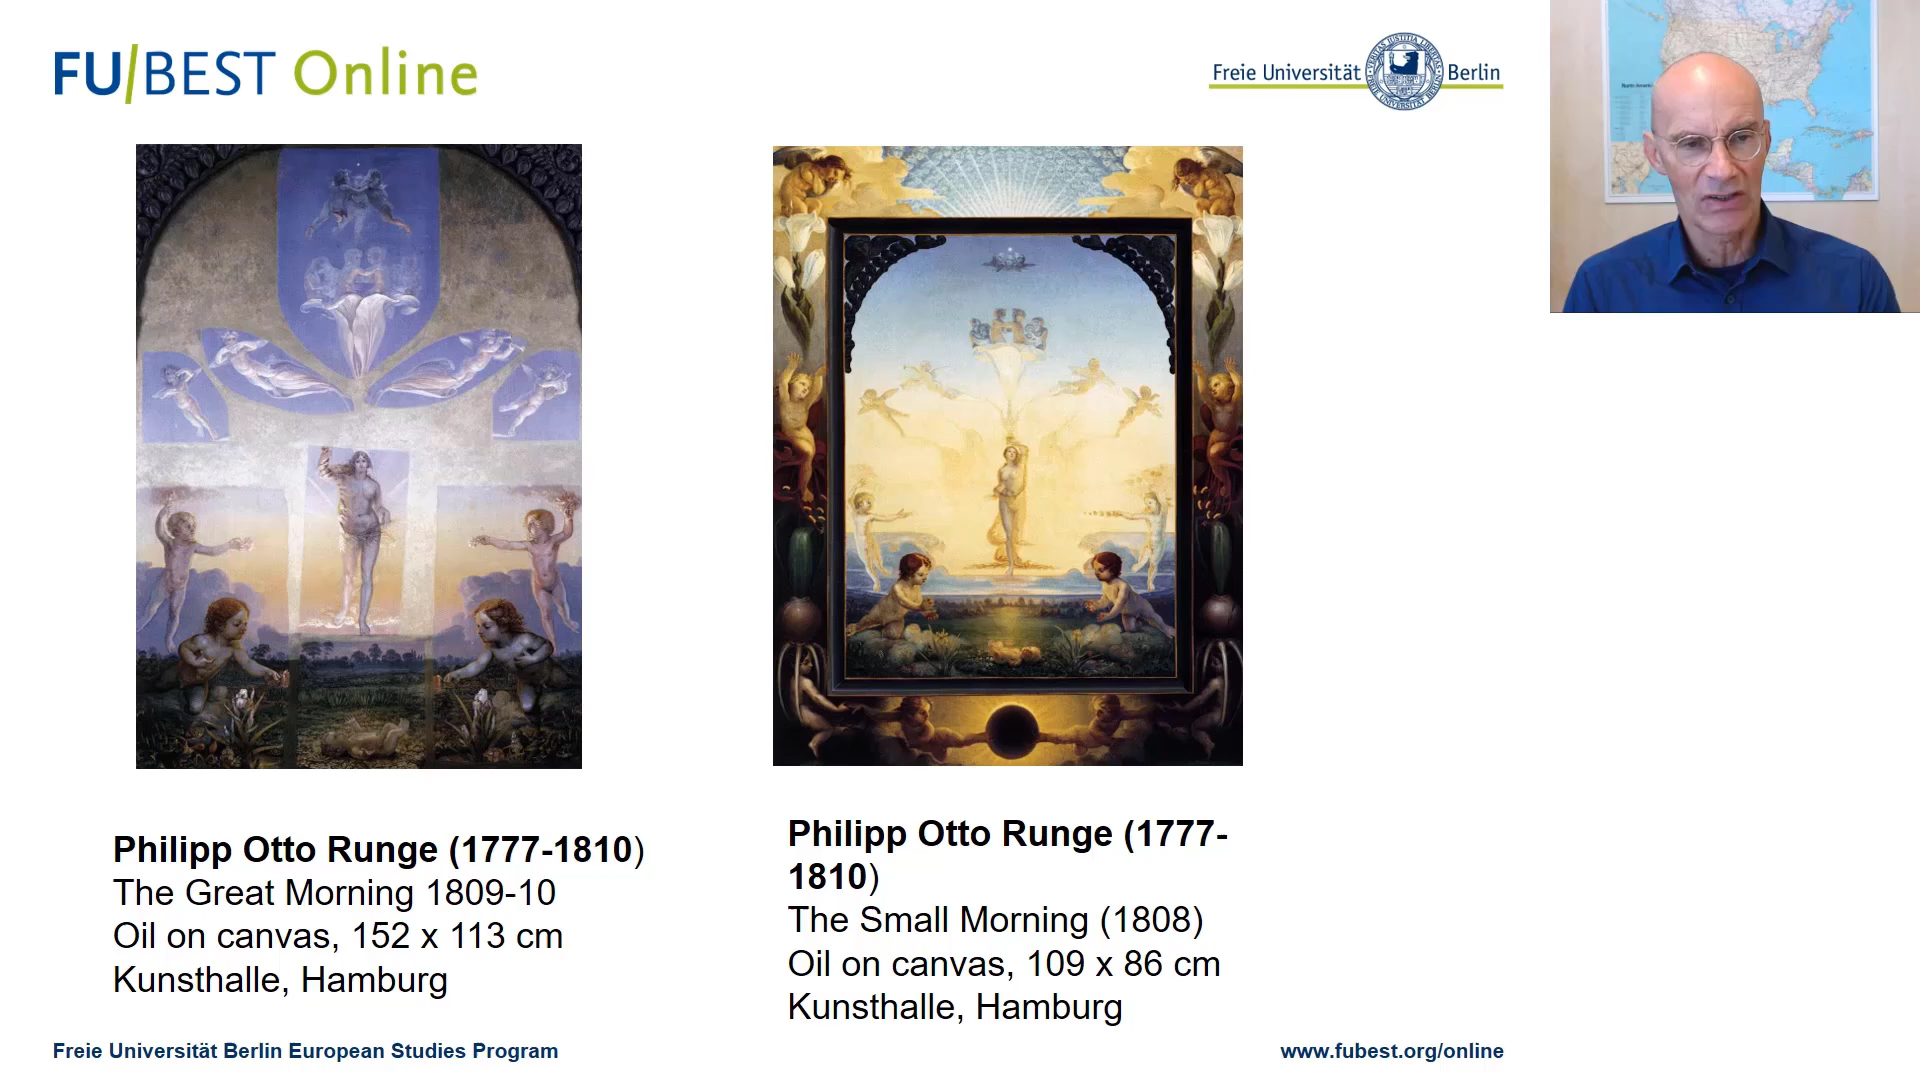 FU/BEST Online
Freie Universität Berlin
Philipp Otto Runge (1777-1810)
The Great Morning 1809-10
Oil on canvas, 152 x 113 cm
Kunsthalle, Hamburg
Philipp Otto Runge (1777-
1810)
The Small Morning (1808)
Oil on canvas, 109 x 86 cm
Kunsthalle, Hamburg
Freie Universität Berlin European Studies Program
www.fubest.org/online